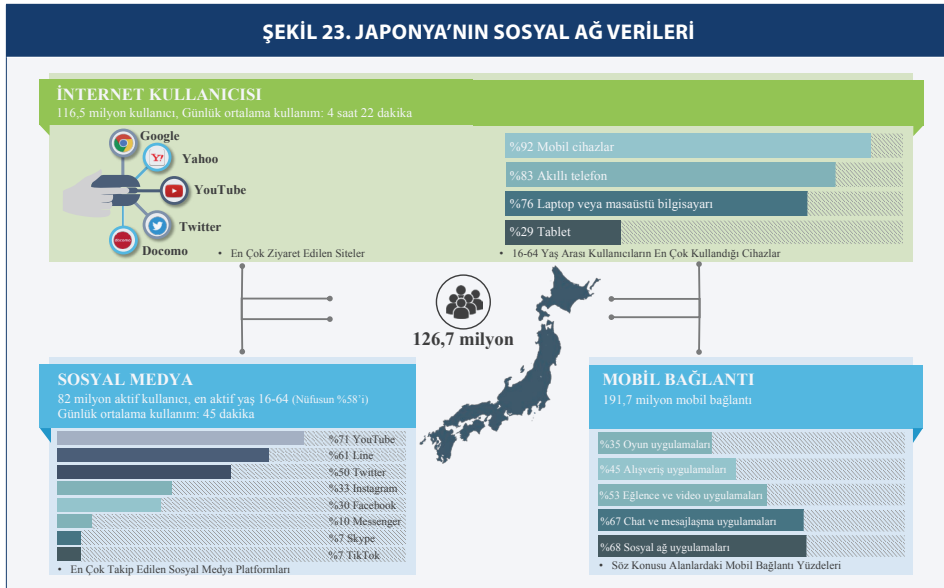 ŞEKİL 23. JAPONYA’NIN SOSYAL AĞ VERİLERİ
İNTERNET KULLANICISI
116,5 milyon kullanıcı, Günlük ortalama kullanım: 4 saat 22 dakika
Google
Yahoo
YouTube
Twitter
docomo
Docomo
• En Çok Ziyaret Edilen Siteler
%92 Mobil cihazlar
%83 Akıllı telefon
%76 Laptop veya masaüstü bilgisayarı
%29 Tablet
• 16-64 Yaş Arası Kullanıcıların En Çok Kullandığı Cihazlar
126,7 milyon
SOSYAL MEDYA
82 milyon aktif kullanıcı, en aktif yaş 16-64 (Nüfusun %58’i)
Günlük ortalama kullanım: 45 dakika
%71 YouTube
%61 Line
%50 Twitter
%33 Instagram
%30 Facebook
%10 Messenger
%7 Skype
%7 TikTok
• En Çok Takip Edilen Sosyal Medya Platformları
MOBİL BAĞLANTI
191,7 milyon mobil bağlantı
%35 Oyun uygulamaları
%45 Alışveriş uygulamaları
%53 Eğlence ve video uygulamaları
%67 Chat ve mesajlaşma uygulamaları
%68 Sosyal ağ uygulamaları
• Söz Konusu Alanlardaki Mobil Bağlantı Yüzdeleri